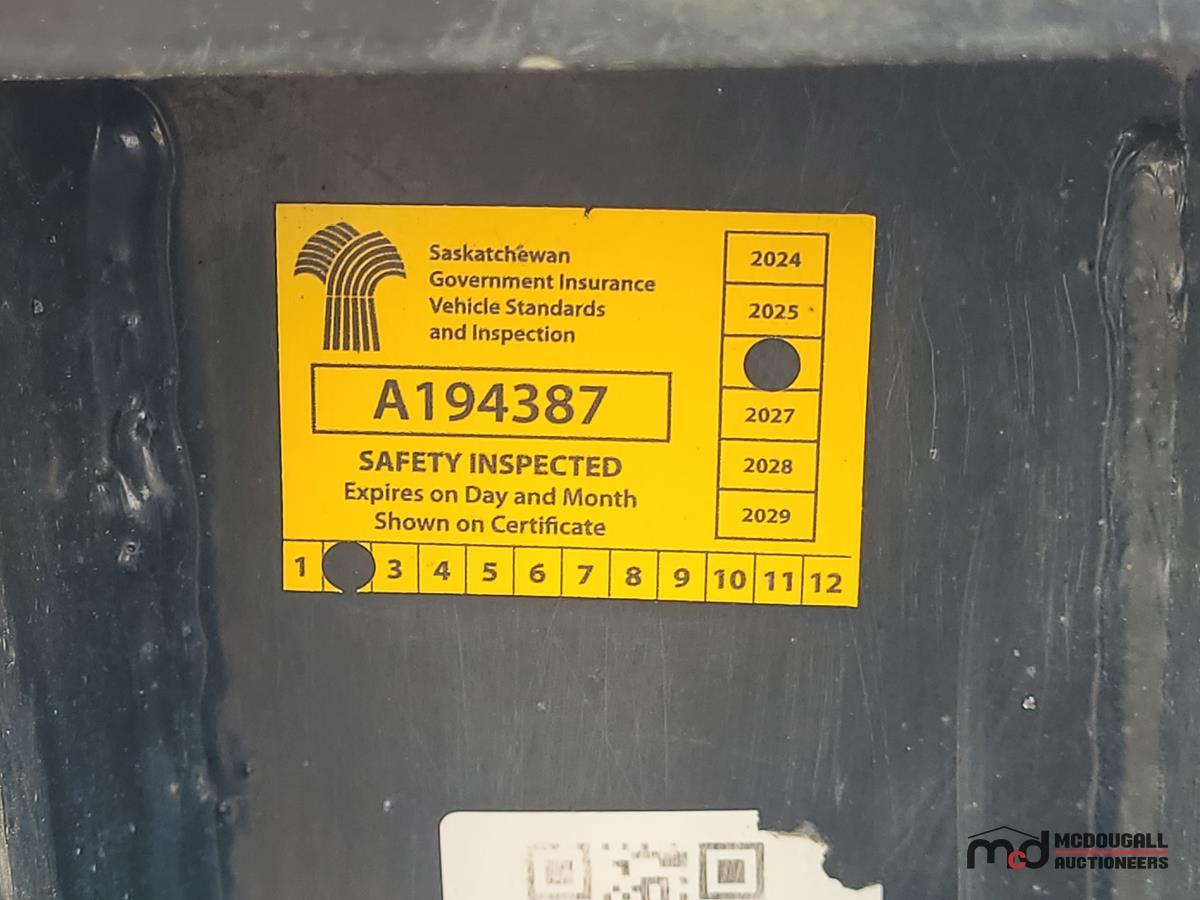 Saskatchewan
Government Insurance
Vehicle Standards
and Inspection
A194387
SAFETY INSPECTED
Expires on Day and Month
Shown on Certificate
2024
2025
2027
2028
2029
1 3 4 5 6 7 8 9 10 11 12
mcd MCDOUGALL
AUCTIONEERS